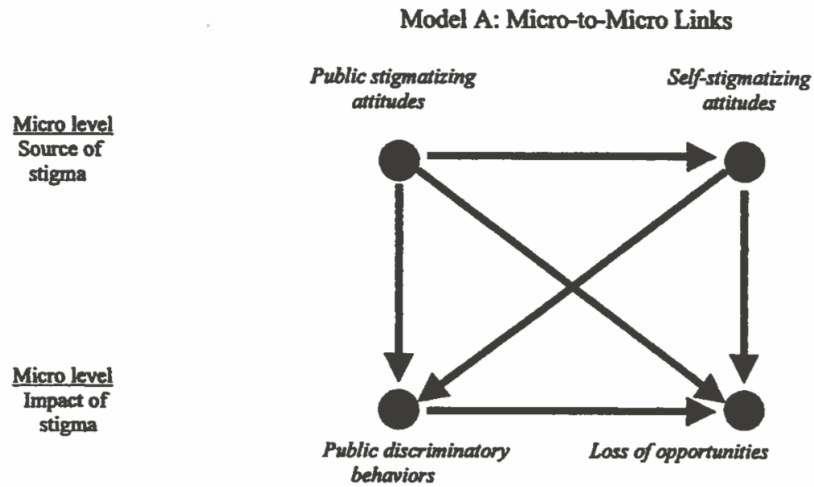 Model A: Micro-to-Micro Links
Public stigmatizing
attitudes
Self-stigmatizing
attitudes
Micro level
Source of
stigma
Micro level
Impact of
stigma
Public discriminatory
behaviors
Loss of opportunities